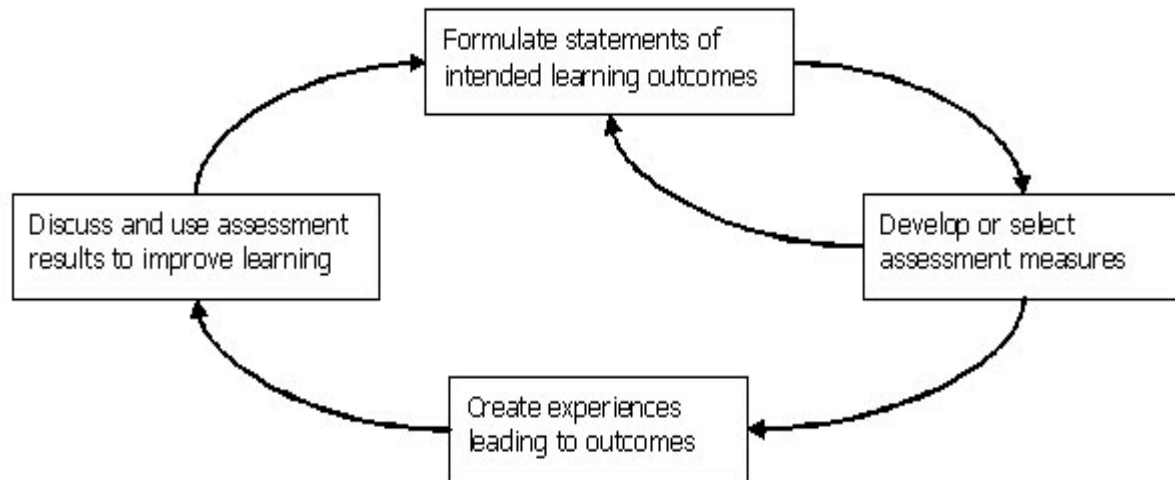 Formulate statements of
intended learning outcomes
Discuss and use assessment
results to improve learning
Develop or select
assessment measures
Create experiences
leading to outcomes